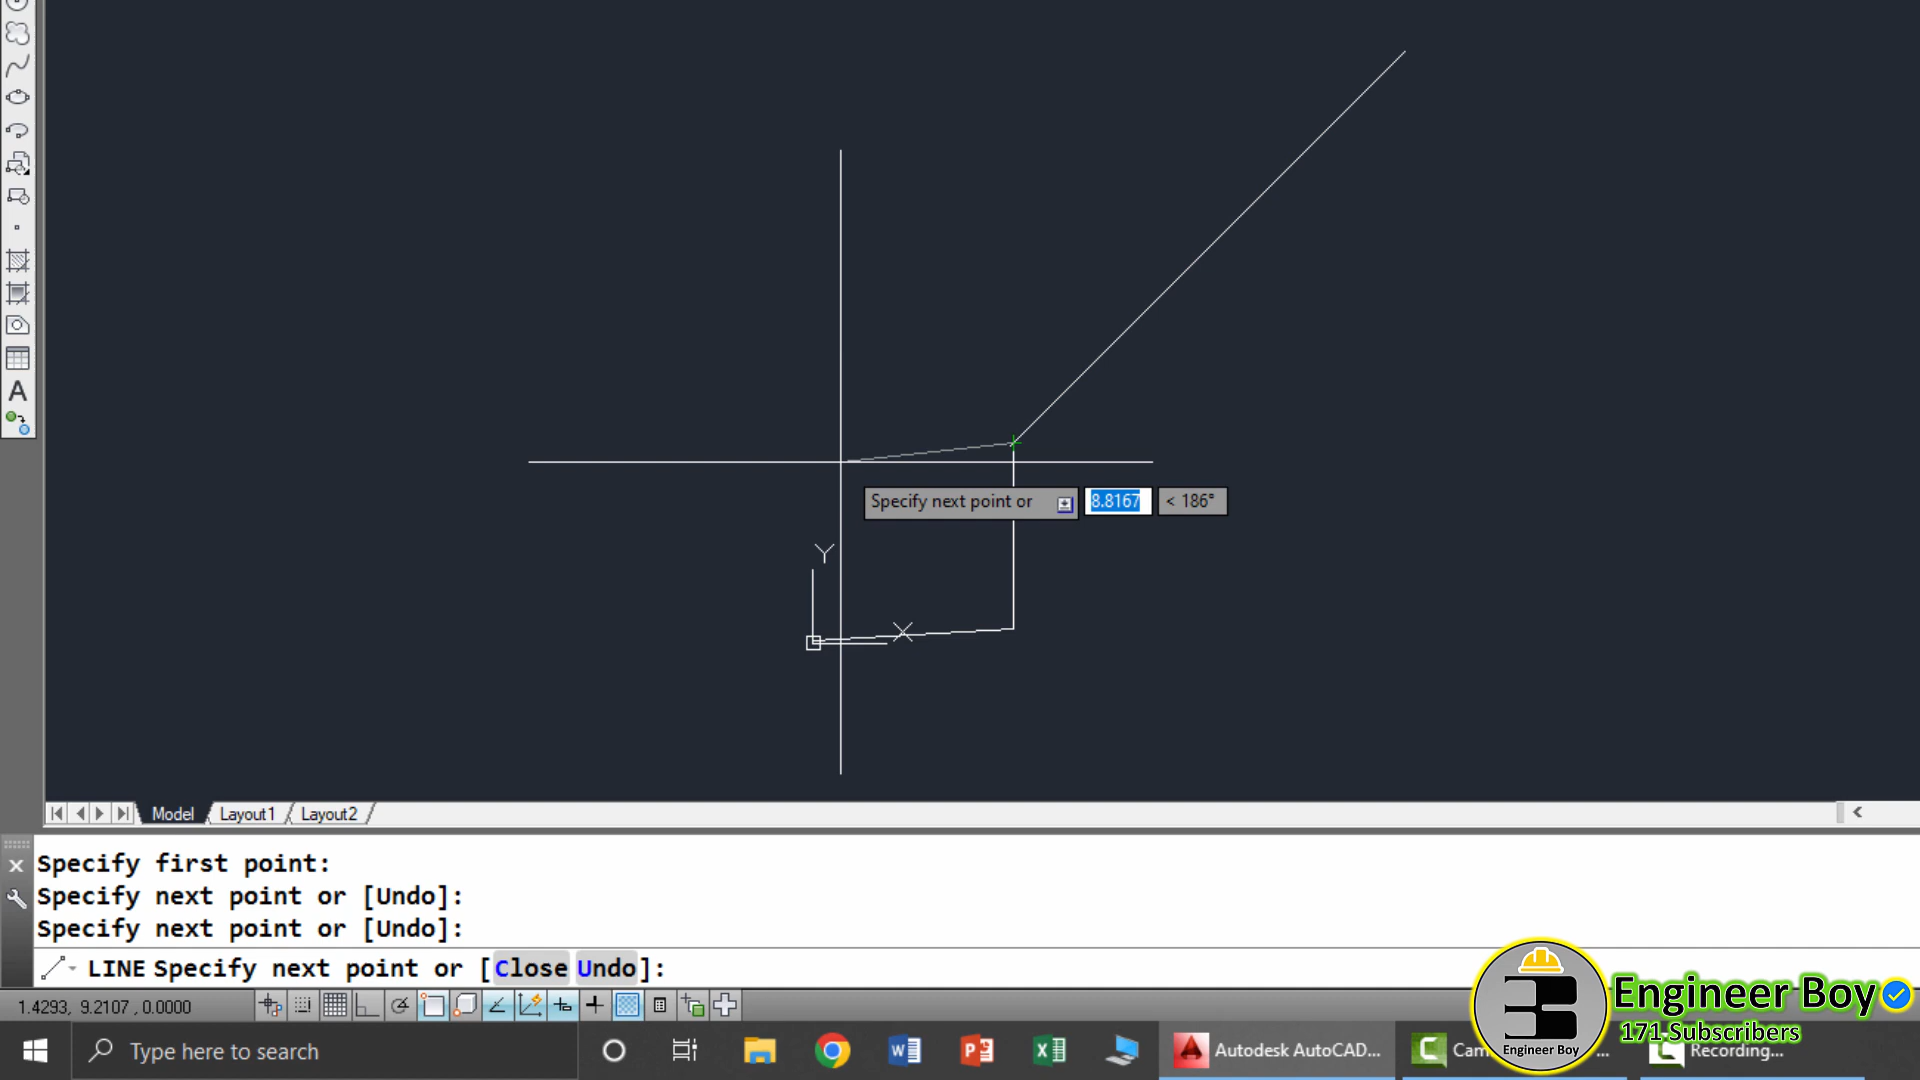 Specify next point or 8.8167 < 186°
Y
X
Model Layout1 Layout2
Specify first point:
Specify next point or [Undo]:
Specify next point or [Undo]:
LINE Specify next point or [Close Undo]:
1.4293, 9.2107 , 0.0000
Engineer Boy
171 Subscribers
Engineer Boy
Type here to search
Autodesk AutoCAD...
Recording...